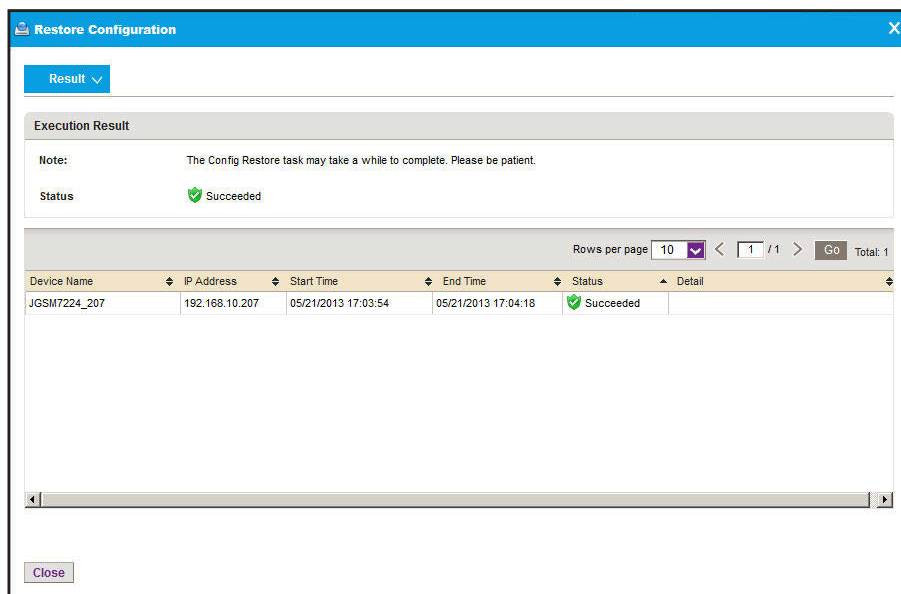 Restore Configuration X
Result
Execution Result
Note: The Config Restore task may take a while to complete. Please be patient.
Status Succeeded
Rows per page 10 1 / 1 Go Total: 1
Device Name IP Address Start Time End Time Status Detail
JGSM7224_207 192.168.10.207 05/21/2013 17:03:54 05/21/2013 17:04:18 Succeeded
Close